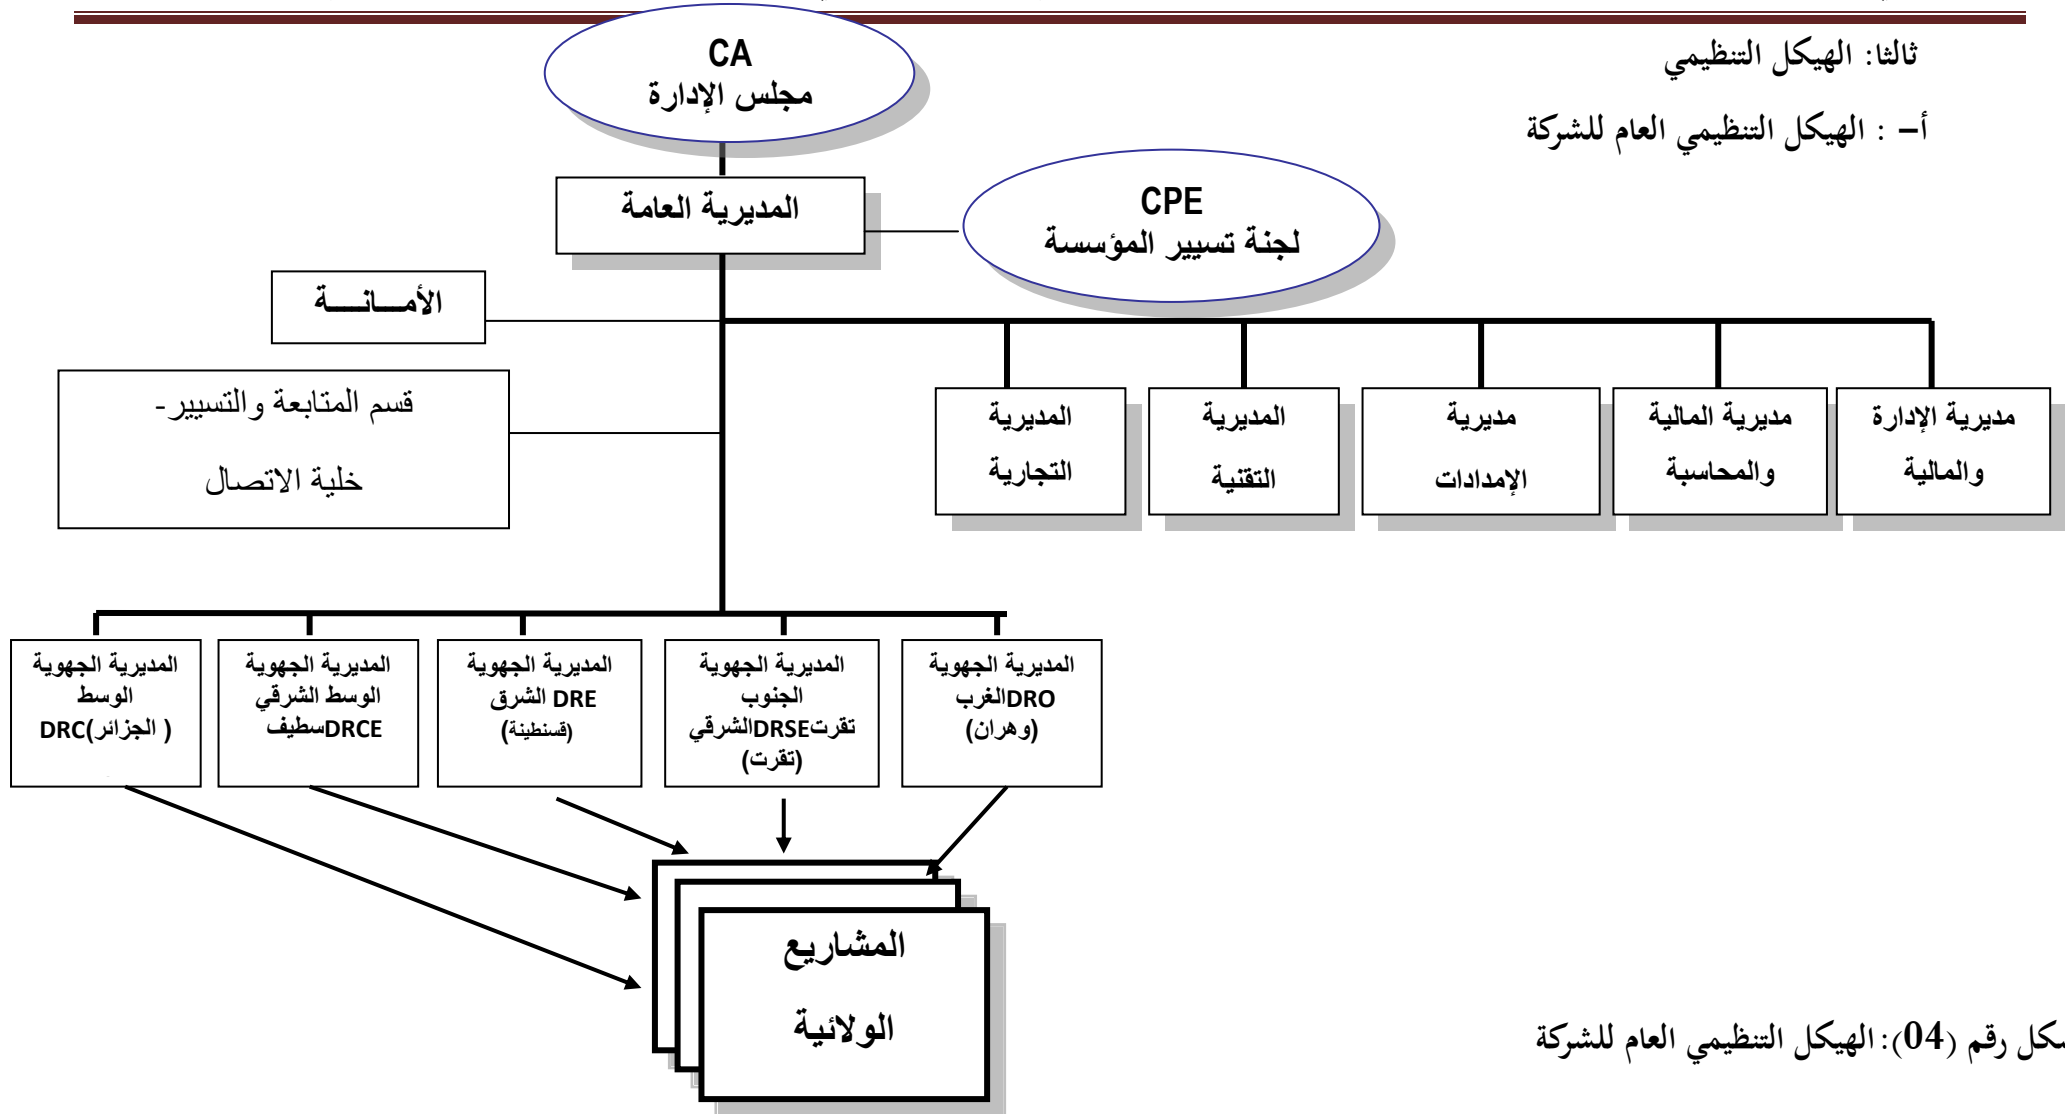 ثالثا: الهيكل التنظيمي
أ– : الهيكل التنظيمي العام للشركة
CA
مجلس الإدارة
المديرية العامة
CPE
لجنة تسيير المؤسسة
الأمـــانـــــة
قسم المتابعة والتسيير-
خلية الاتصال
مديرية الإدارة
والمالية
مديرية المالية
والمحاسبة
مديرية
الإمدادات
المديرية
التقنية
المديرية
التجارية
المديرية الجهوية
DROالغرب
(وهران)
المديرية الجهوية
الجنوب
تقرتDRSEالشرقي
(تقرت)
المديرية الجهوية
DRE الشرق
(قسنطينة)
المديرية الجهوية
الوسط الشرقي
DRCEسطيف
المديرية الجهوية
الوسط
( الجزائر)DRC
المشاريع
الولائية
رقم (04): الهيكل التنظيمي العام للشركة